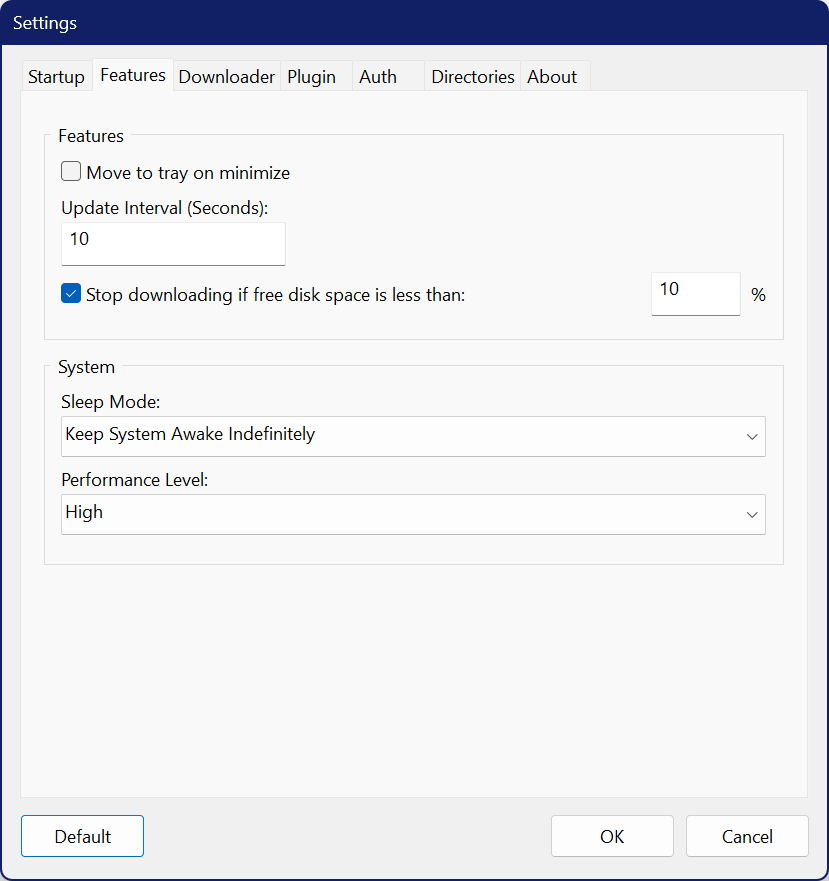 Settings
Startup Features Downloader Plugin Auth Directories About
Features
Move to tray on minimize
Update Interval (Seconds):
10
Stop downloading if free disk space is less than: 10 %
System
Sleep Mode:
Keep System Awake Indefinitely
Performance Level:
High
Default OK Cancel